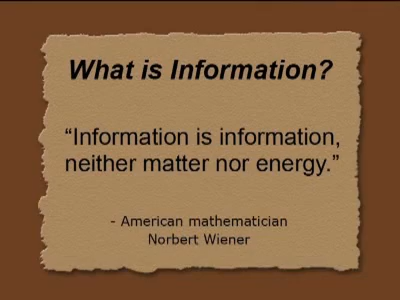 What is Information?
“Information is information,
neither matter nor energy.”
- American mathematician
Norbert Wiener